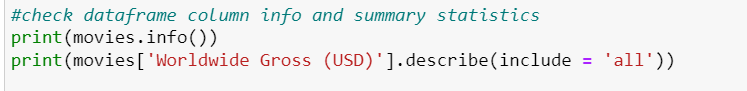 #check dataframe column info and summary statistics
print(movies.info())
print(movies['Worldwide Gross (USD)'].describe(include = 'all'))